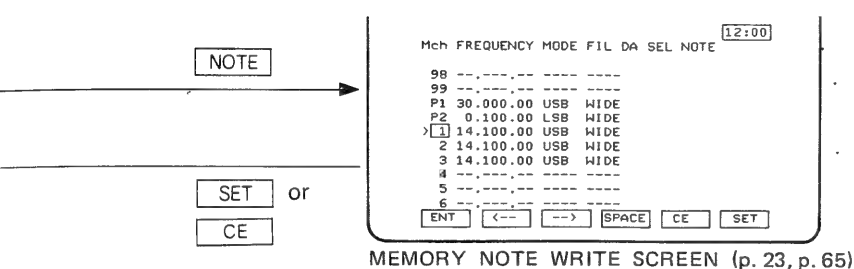 12:00
Mch FREQUENCY MODE FIL DA SEL NOTE
NOTE
98 --.---.-- ---- ----
99 --.---.-- ---- ----
P1 30.000.00 USB WIDE
P2 0.100.00 LSB WIDE
>1 14.100.00 USB WIDE
2 14.100.00 USB WIDE
3 14.100.00 USB WIDE
4 --.---.-- ---- ----
5 --.---.-- ---- ----
6 --.---.-- ---- ----
SET or
CE
ENT <-- --> SPACE CE SET
MEMORY NOTE WRITE SCREEN (p. 23, p. 65)